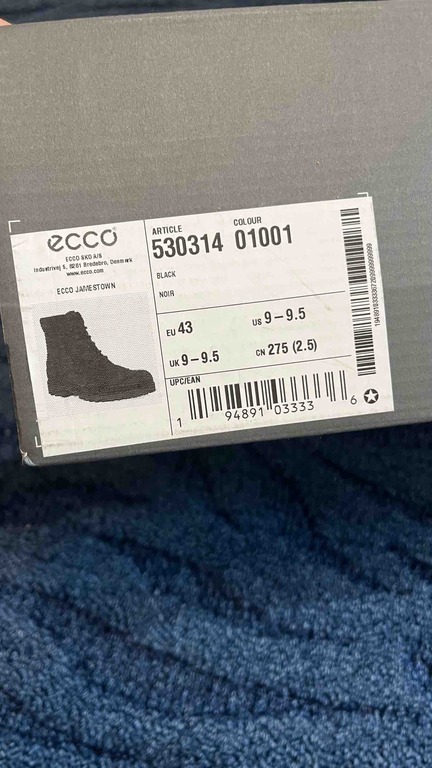 ecco
ECCO SKO A/S
Industrivej 5, 6261 Bredebro, Denmark
www.ecco.com
ECCO JAMESTOWN
ARTICLE COLOUR
530314 01001
BLACK
NOIR
EU 43 US 9-9.5
UK 9-9.5 CN 275 (2.5)
UPC/EAN
1 94891 03333 6